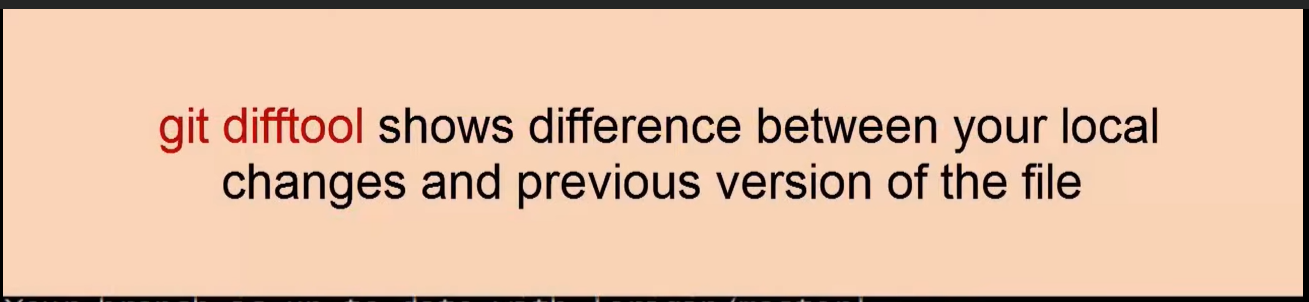 git difftool shows difference between your local
changes and previous version of the file